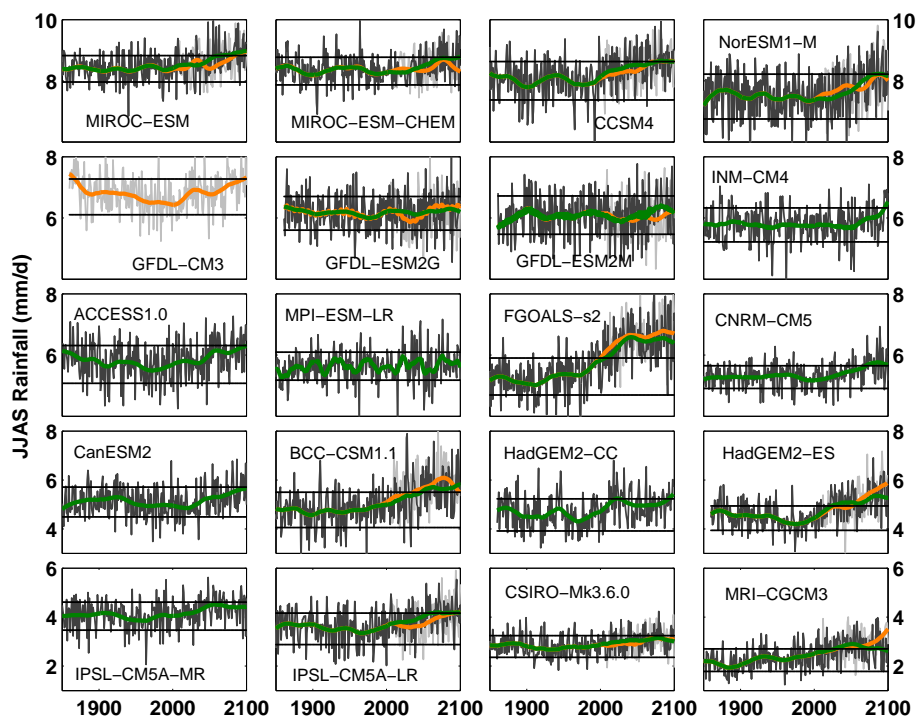 10
8
MIROC−ESM
MIROC−ESM−CHEM
CCSM4
NorESM1−M
10
8
8
6
GFDL−CM3
GFDL−ESM2G
GFDL−ESM2M
INM−CM4
8
6
6
ACCESS1.0
MPI−ESM−LR
FGOALS−s2
CNRM−CM5
8
6
8
6
4
CanESM2
BCC−CSM1.1
HadGEM2−CC
HadGEM2−ES
8
6
4
6
4
2
IPSL−CM5A−MR
IPSL−CM5A−LR
CSIRO−Mk3.6.0
MRI−CGCM3
6
4
2
1900 2000 2100
1900 2000 2100
1900 2000 2100
1900 2000 2100
JJAS Rainfall (mm/d)